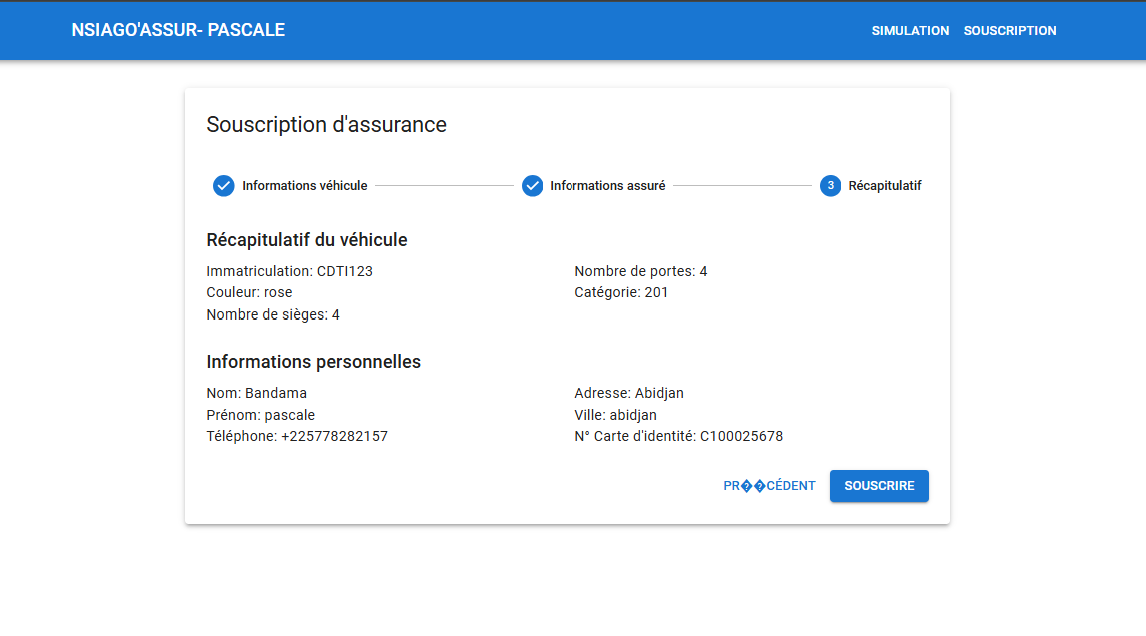 NSIAGO'ASSUR- PASCALE
SIMULATION SOUSCRIPTION
Souscription d'assurance
Informations véhicule
Informations assuré
3 Récapitulatif
Récapitulatif du véhicule
Immatriculation: CDTI123
Couleur: rose
Nombre de sièges: 4
Nombre de portes: 4
Catégorie: 201
Informations personnelles
Nom: Bandama
Prénom: pascale
Téléphone: +225778282157
Adresse: Abidjan
Ville: abidjan
N° Carte d'identité: C100025678
PR��CÉDENT
SOUSCRIRE